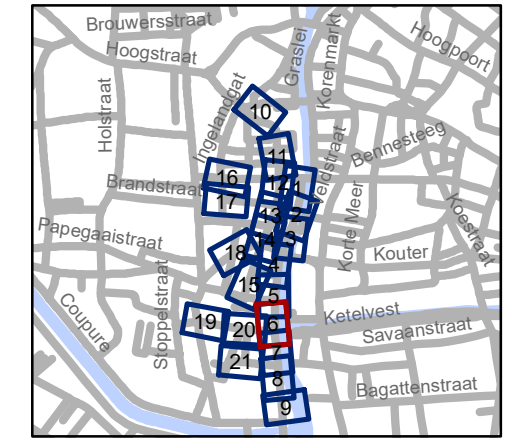 Brouwersstraat
Hoogstraat
Graslei
Korenmarkt
Hoogpoort
Holstraat
Ingelandgat
10
11
Bennesteeg
Veldstraat
16
12
1
Brandstraat
17
13
2
Korte Meer
Koestraat
Papegaaistraat
18
14
3
Kouter
4
15
5
Coupure
Stoppelstraat
19
20
6
Ketelvest
Savaanstraat
21
7
8
Bagattenstraat
9